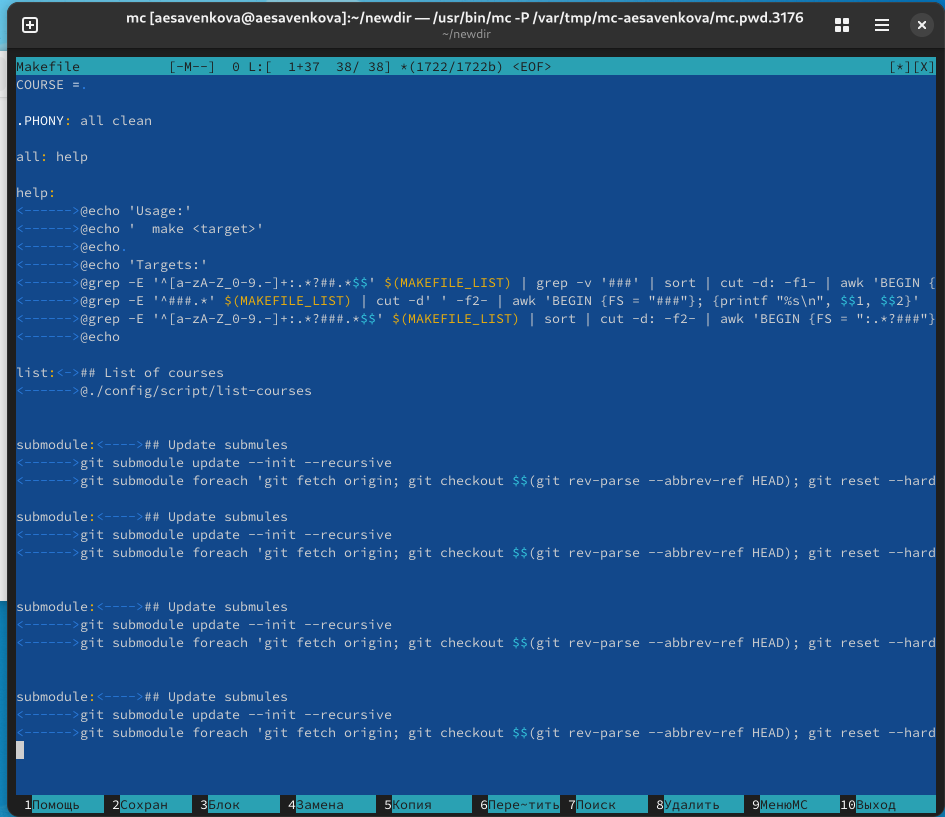 mc [aesavenkova@aesavenkova]:~/newdir — /usr/bin/mc -P /var/tmp/mc-aesavenkova/mc.pwd.3176
~/newdir
Makefile [-M--] 0 L:[ 1+37 38/ 38] *(1722/1722b) <EOF> [*][X]
COURSE =.
.PHONY: all clean
all: help
help:
<------>@echo 'Usage:'
<------>@echo '  make <target>'
<------>@echo.
<------>@echo 'Targets:'
<------>@grep -E '^[a-zA-Z_0-9.-]+:.*?##.*$$' $(MAKEFILE_LIST) | grep -v '###' | sort | cut -d: -f1- | awk 'BEGIN {
<------>@grep -E '^###.*' $(MAKEFILE_LIST) | cut -d' ' -f2- | awk 'BEGIN {FS = "###"}; {printf "%s\n", $$1, $$2}'
<------>@grep -E '^[a-zA-Z_0-9.-]+:.*?###.*$$' $(MAKEFILE_LIST) | sort | cut -d: -f2- | awk 'BEGIN {FS = ":.*?###"}
<------>@echo
list:<->## List of courses
<------>@./config/script/list-courses
submodule:<---->## Update submules
<------>git submodule update --init --recursive
<------>git submodule foreach 'git fetch origin; git checkout $$(git rev-parse --abbrev-ref HEAD); git reset --hard
submodule:<---->## Update submules
<------>git submodule update --init --recursive
<------>git submodule foreach 'git fetch origin; git checkout $$(git rev-parse --abbrev-ref HEAD); git reset --hard
submodule:<---->## Update submules
<------>git submodule update --init --recursive
<------>git submodule foreach 'git fetch origin; git checkout $$(git rev-parse --abbrev-ref HEAD); git reset --hard
submodule:<---->## Update submules
<------>git submodule update --init --recursive
<------>git submodule foreach 'git fetch origin; git checkout $$(git rev-parse --abbrev-ref HEAD); git reset --hard
1Помощь 2Сохран 3Блок 4Замена 5Копия 6Пере~тить 7Поиск 8Удалить 9МенюMC 10Выход